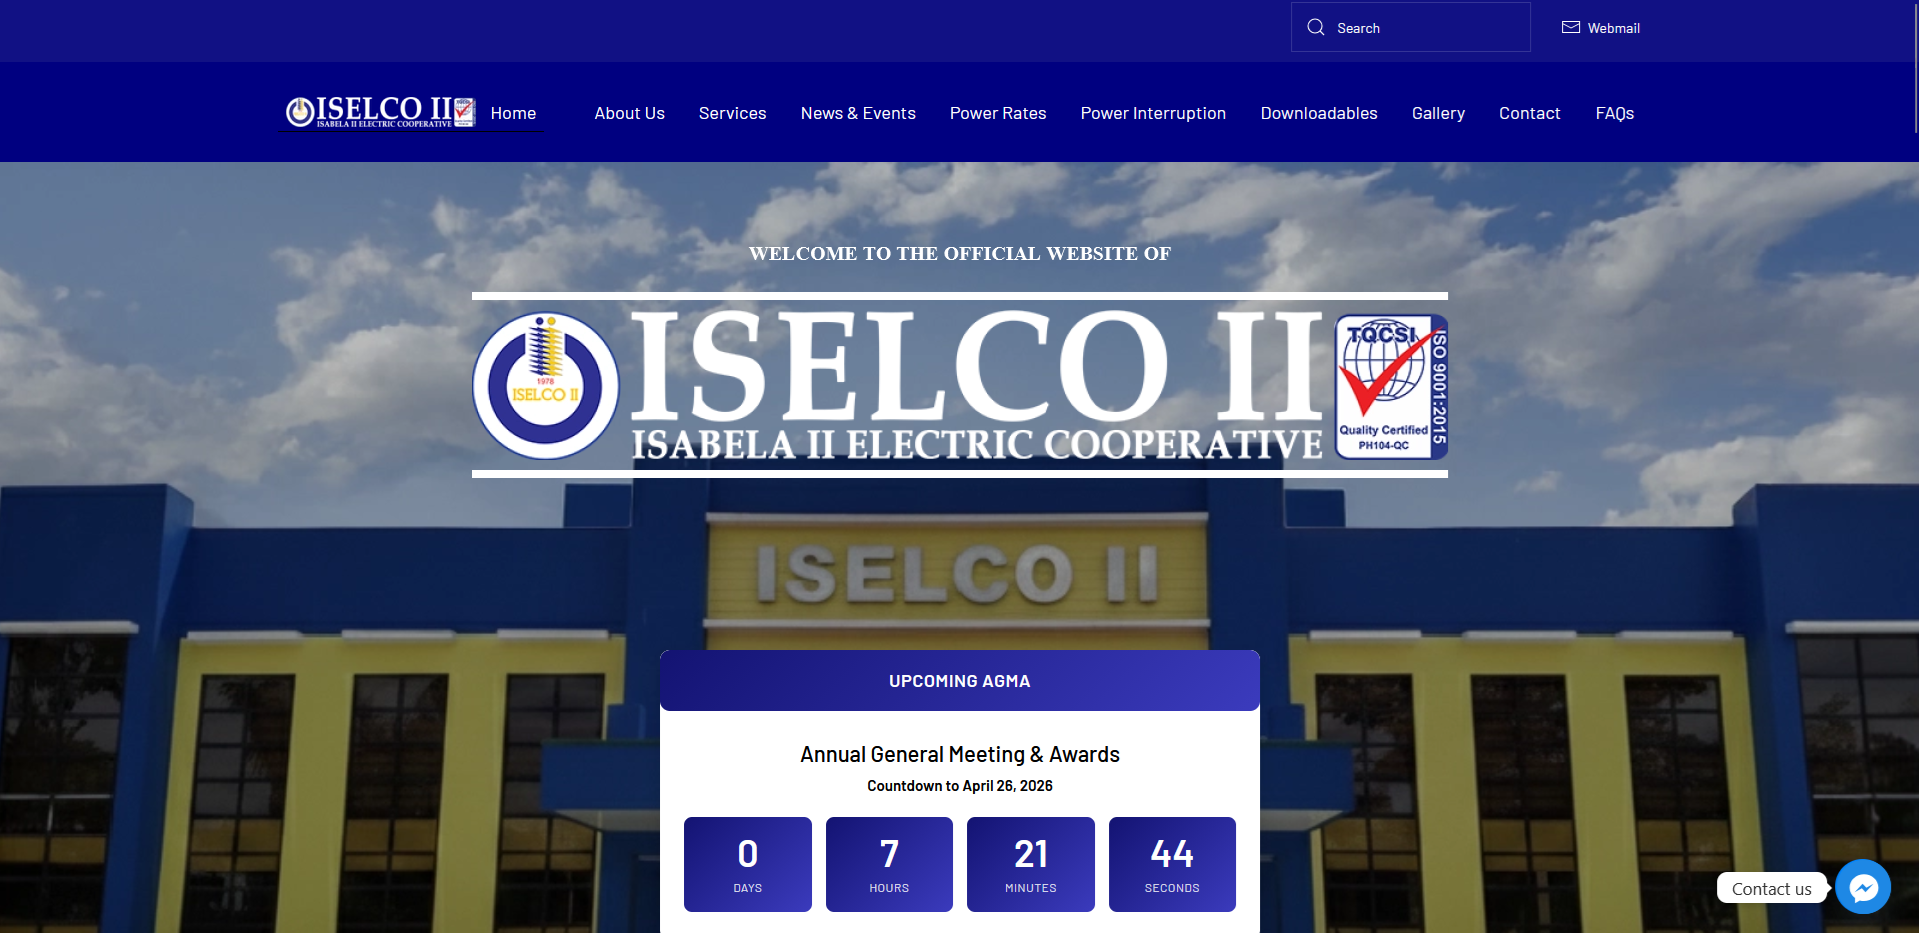 Search
Webmail
ISELCO II
ISABELA II ELECTRIC COOPERATIVE
Home
About Us
Services
News & Events
Power Rates
Power Interruption
Downloadables
Gallery
Contact
FAQs
WELCOME TO THE OFFICIAL WEBSITE OF
1978
ISELCO II
ISELCO II
ISABELA II ELECTRIC COOPERATIVE
TQCSI
ISO 9001:2015
Quality Certified
PH104-QC
ISELCO II
UPCOMING AGMA
Annual General Meeting & Awards
Countdown to April 26, 2026
0
DAYS
7
HOURS
21
MINUTES
44
SECONDS
Contact us